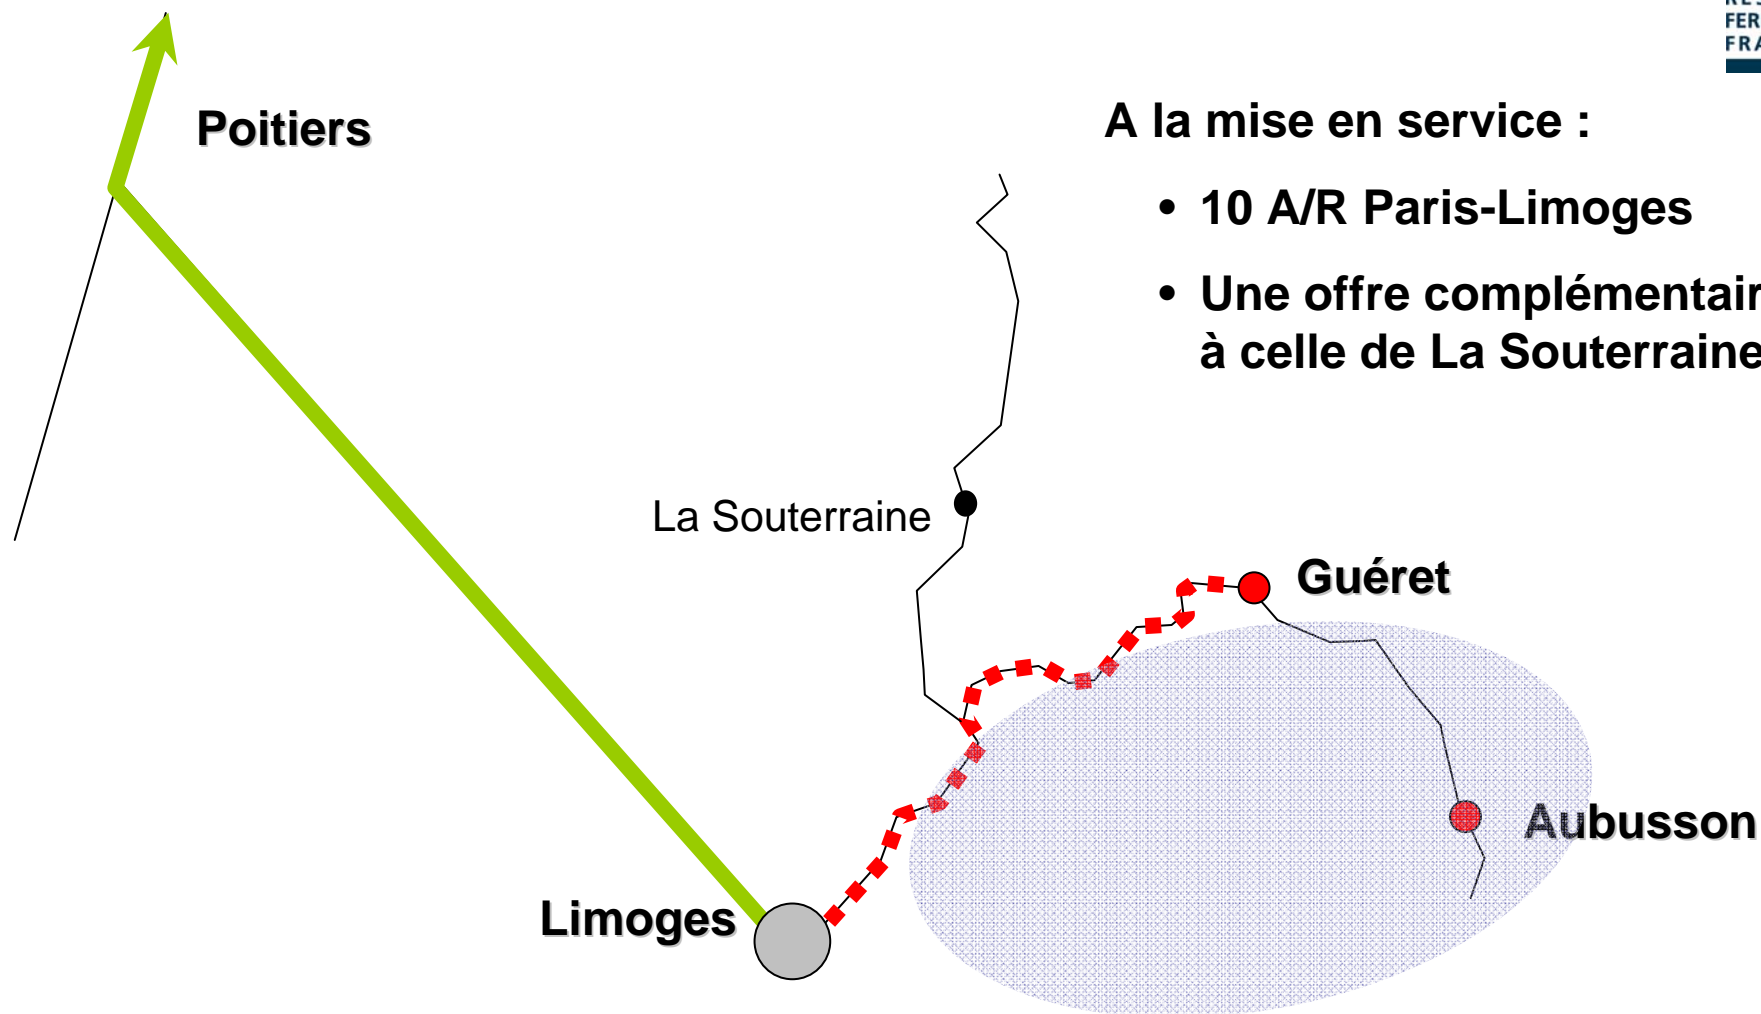 FRA
Poitiers
A la mise en service :
• 10 A/R Paris-Limoges
• Une offre complémentair
à celle de La Souterraine
La Souterraine
Guéret
Aubusson
Limoges